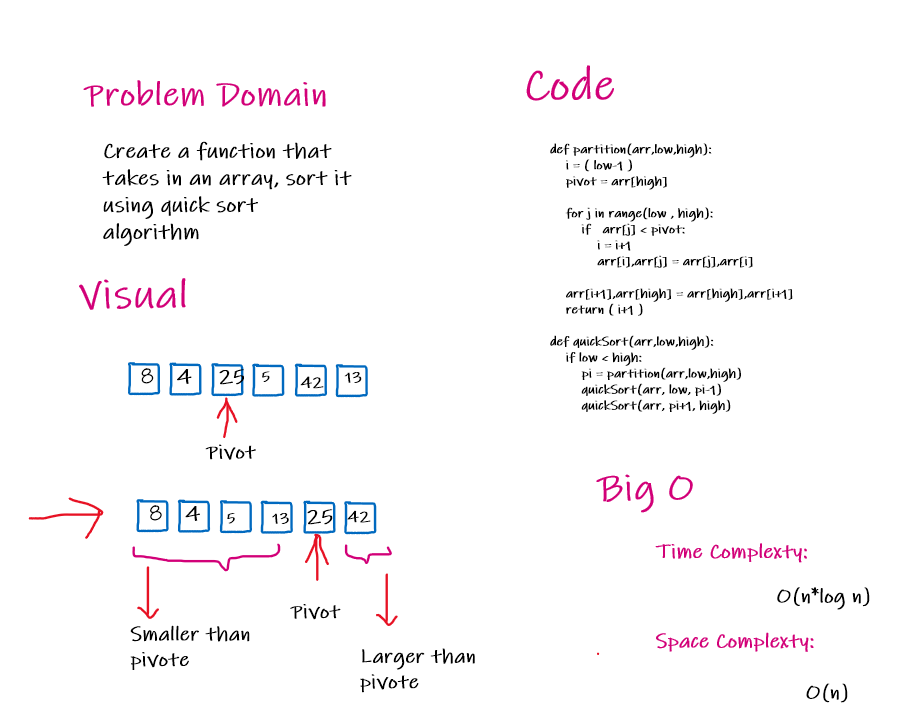 Problem Domain
Create a function that
takes in an array, sort it
using quick sort
algorithm
Visual
8 4 25 5 42 13
Pivot
8 4 5 13 25 42
Pivot
Smaller than
pivote
Larger than
pivote
Code
def partition(arr,low,high):
i = ( low-1 )
pivot = arr[high]
for j in range(low , high):
if arr[j] < pivot:
i = i+1
arr[i],arr[j] = arr[j],arr[i]
arr[i+1],arr[high] = arr[high],arr[i+1]
return ( i+1 )
def quickSort(arr,low,high):
if low < high:
pi = partition(arr,low,high)
quickSort(arr, low, pi-1)
quickSort(arr, pi+1, high)
Big O
Time Complexty:
O(n*log n)
Space Complexty:
O(n)